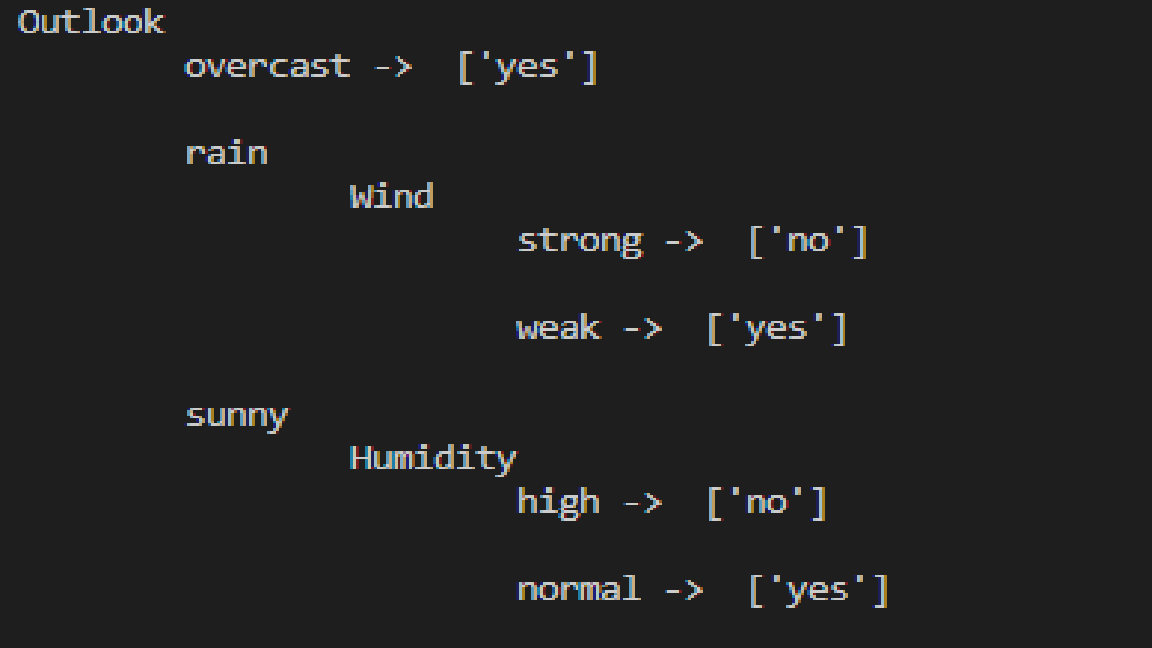 Outlook
overcast ->  ['yes']
rain
Wind
strong ->  ['no']
weak ->  ['yes']
sunny
Humidity
high ->  ['no']
normal ->  ['yes']